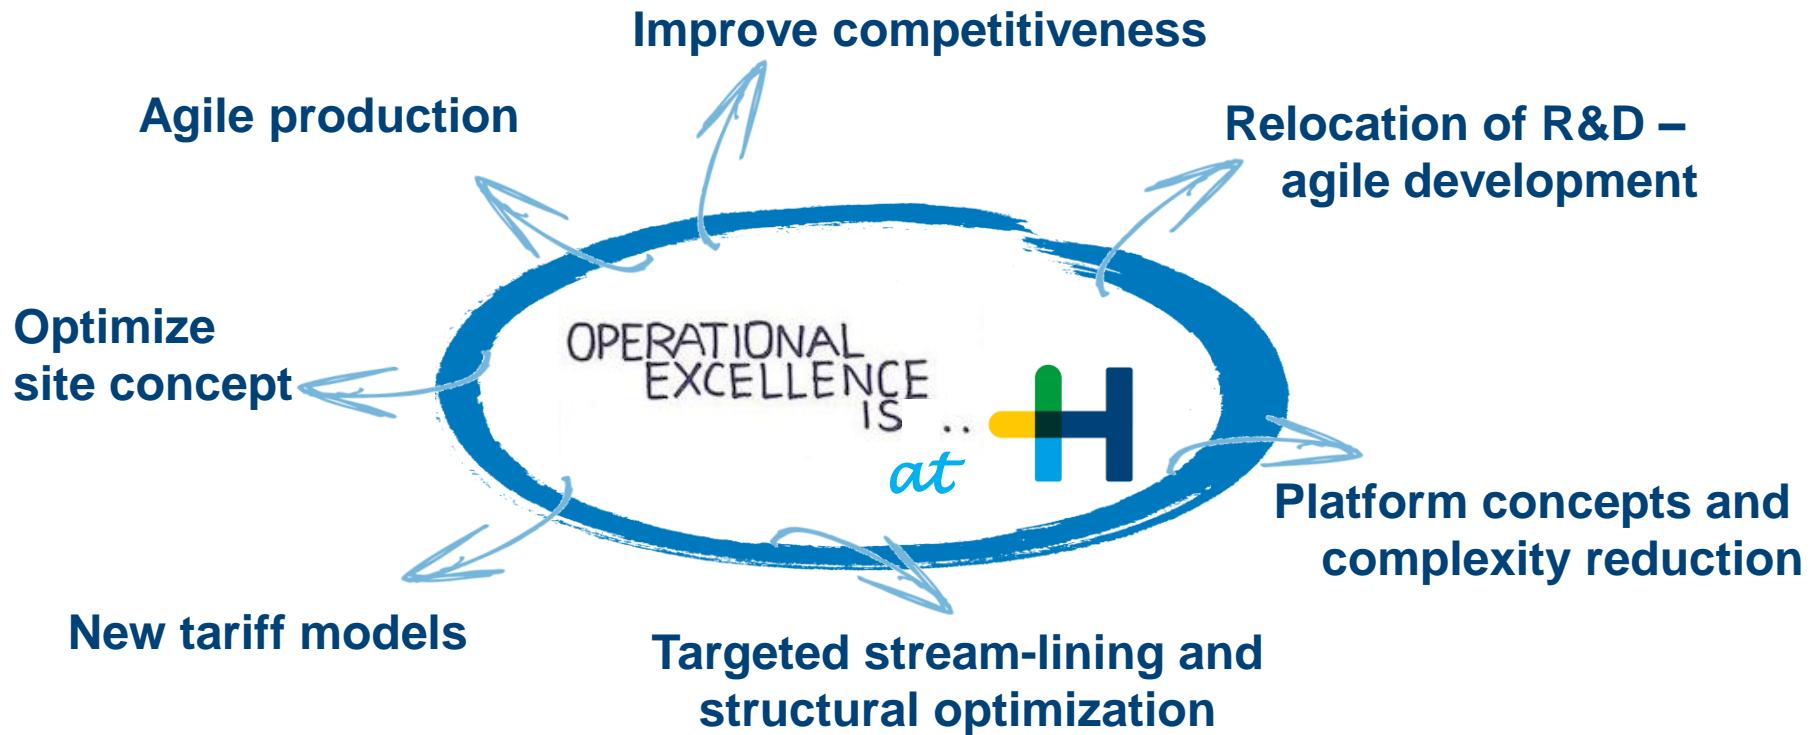 Improve competitiveness
Agile production
Relocation of R&D –
agile development
Optimize
site concept
OPERATIONAL
EXCELLENCE
IS ..
at H
Platform concepts and
complexity reduction
New tariff models
Targeted stream-lining and
structural optimization